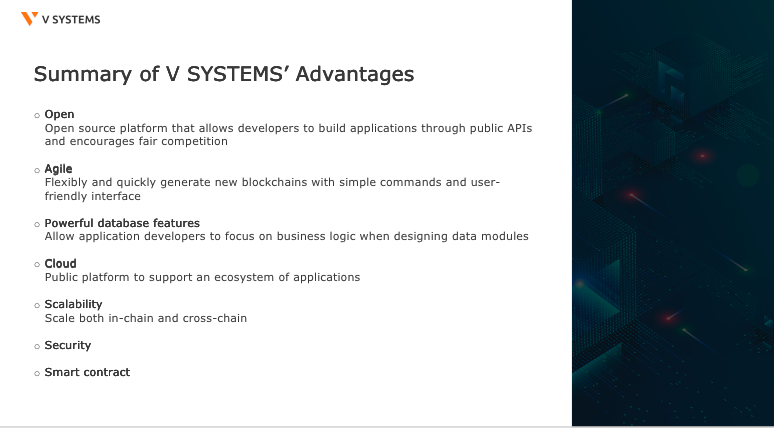 V SYSTEMS
Summary of V SYSTEMS’ Advantages
○ Open
Open source platform that allows developers to build applications through public APIs
and encourages fair competition
○ Agile
Flexibly and quickly generate new blockchains with simple commands and user-
friendly interface
○ Powerful database features
Allow application developers to focus on business logic when designing data modules
○ Cloud
Public platform to support an ecosystem of applications
○ Scalability
Scale both in-chain and cross-chain
○ Security
○ Smart contract